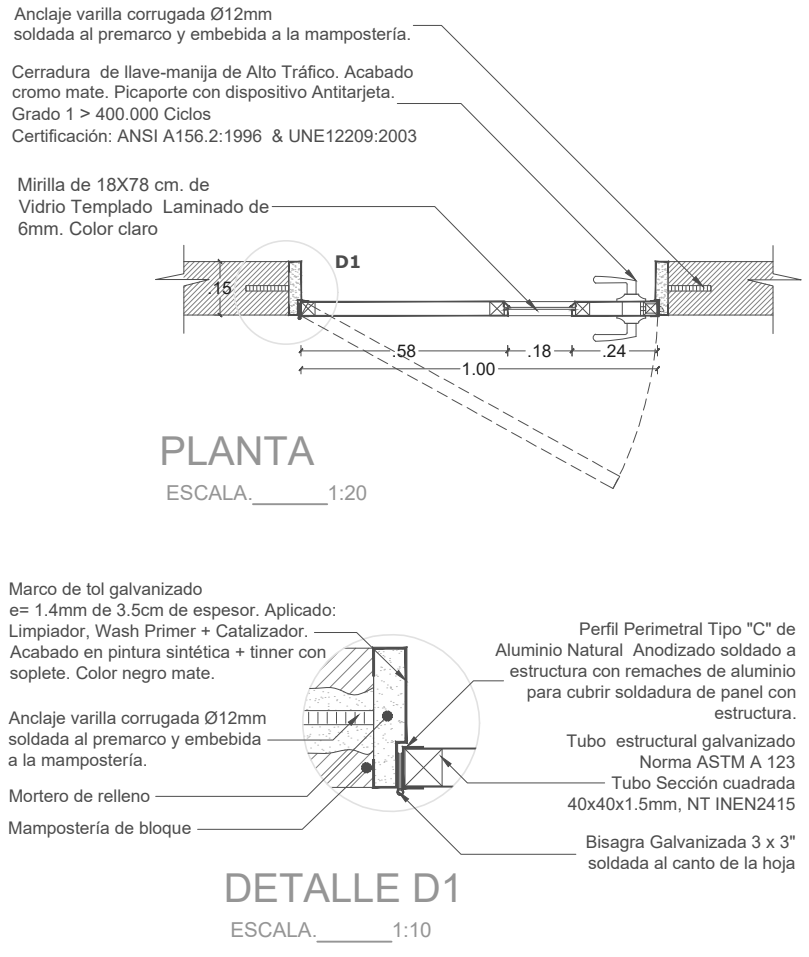 Anclaje varilla corrugada Ø12mm
soldada al premarco y embebida a la mampostería.
Cerradura de llave-manija de Alto Tráfico. Acabado
cromo mate. Picaporte con dispositivo Antitarjeta.
Grado 1 > 400.000 Ciclos
Certificación: ANSI A156.2:1996 & UNE12209:2003
Mirilla de 18X78 cm. de
Vidrio Templado Laminado de
6mm. Color claro
D1
.15
.58
.18
.24
1.00
PLANTA
ESCALA.______1:20
Marco de tol galvanizado
e= 1.4mm de 3.5cm de espesor. Aplicado:
Limpiador, Wash Primer + Catalizador.
Acabado en pintura sintética + tinner con
soplete. Color negro mate.
Anclaje varilla corrugada Ø12mm
soldada al premarco y embebida
a la mampostería.
Mortero de relleno
Mampostería de bloque
Perfil Perimetral Tipo "C" de
Aluminio Natural Anodizado soldado a
estructura con remaches de aluminio
para cubrir soldadura de panel con
estructura.
Tubo estructural galvanizado
Norma ASTM A 123
Tubo Sección cuadrada
40x40x1.5mm, NT INEN2415
Bisagra Galvanizada 3 x 3"
soldada al canto de la hoja
DETALLE D1
ESCALA.______1:10